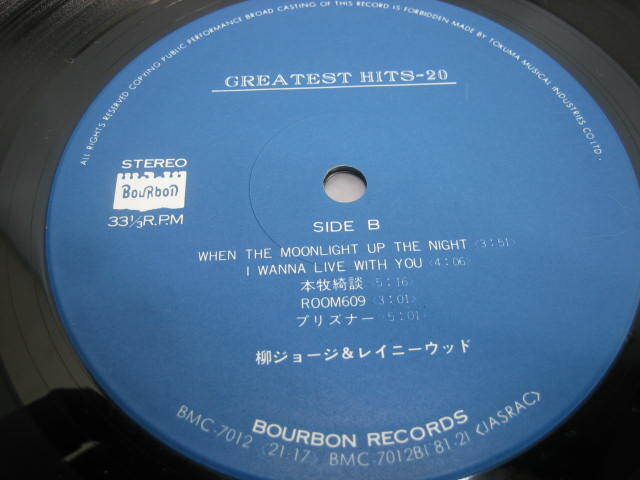 ALL RIGHTS RESERVED COPYING PUBLIC PERFORMANCE BROAD CASTING OF THIS RECORD IS FORBIDDEN MADE BY TOKUMA MUSICAL INDUSTRIES CO LTD.
GREATEST HITS-20
STEREO
Bourbon
33⅓R.P.M
SIDE B
WHEN THE MOONLIGHT UP THE NIGHT <3:51>
I WANNA LIVE WITH YOU <4:06>
本牧綺談 <5:16>
ROOM609 <3:01>
プリズナー <5:01>
柳ジョージ&レイニーウッド
BOURBON RECORDS
BMC-7012 <21:17> BMC-7012B1 81.21 <JASRAC>